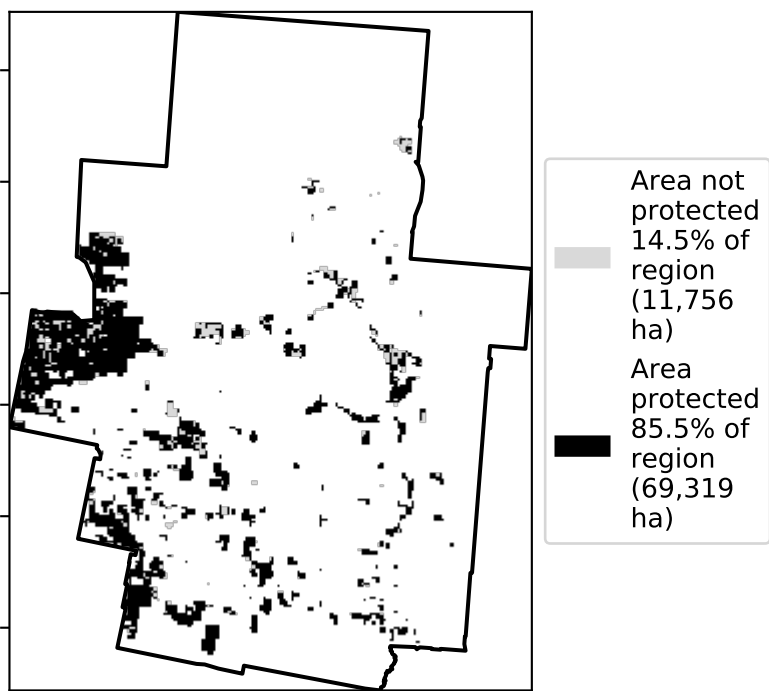 Area not
protected
14.5% of
region
(11,756
ha)
Area
protected
85.5% of
region
(69,319
ha)